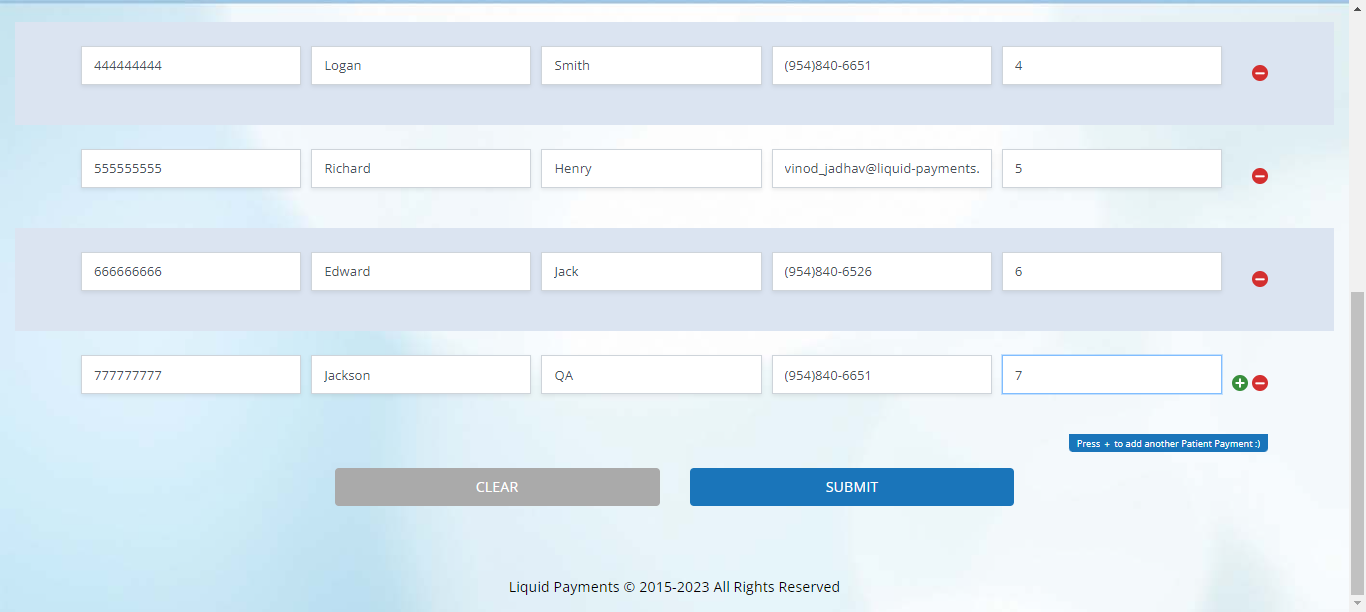 444444444 Logan Smith (954)840-6651 4
555555555 Richard Henry vinod_jadhav@liquid-payments. 5
666666666 Edward Jack (954)840-6526 6
777777777 Jackson QA (954)840-6651 7
Press + to add another Patient Payment :)
CLEAR SUBMIT
Liquid Payments © 2015-2023 All Rights Reserved